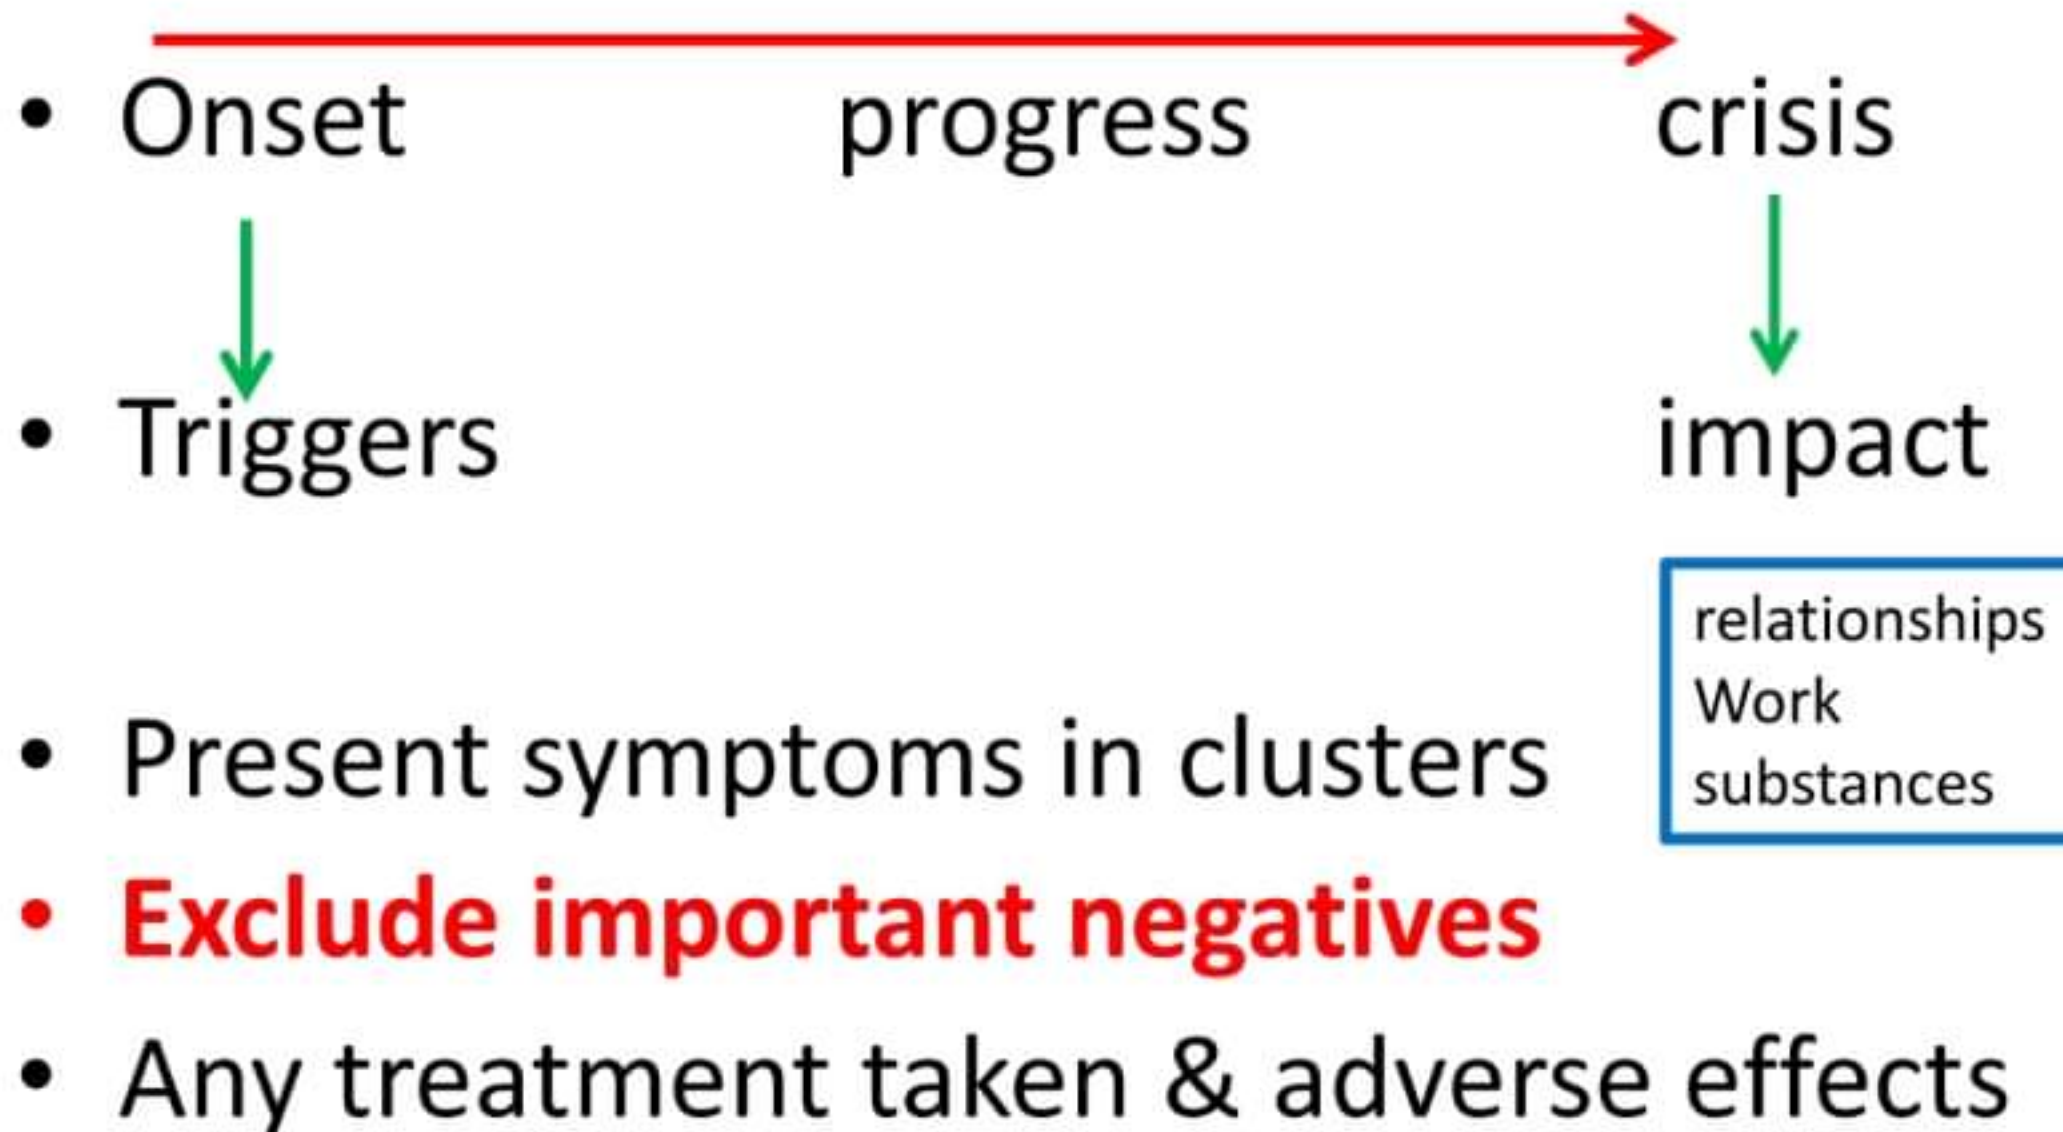 • Onset progress crisis
• Triggers impact
relationships
Work
substances
• Present symptoms in clusters
• Exclude important negatives
• Any treatment taken & adverse effects